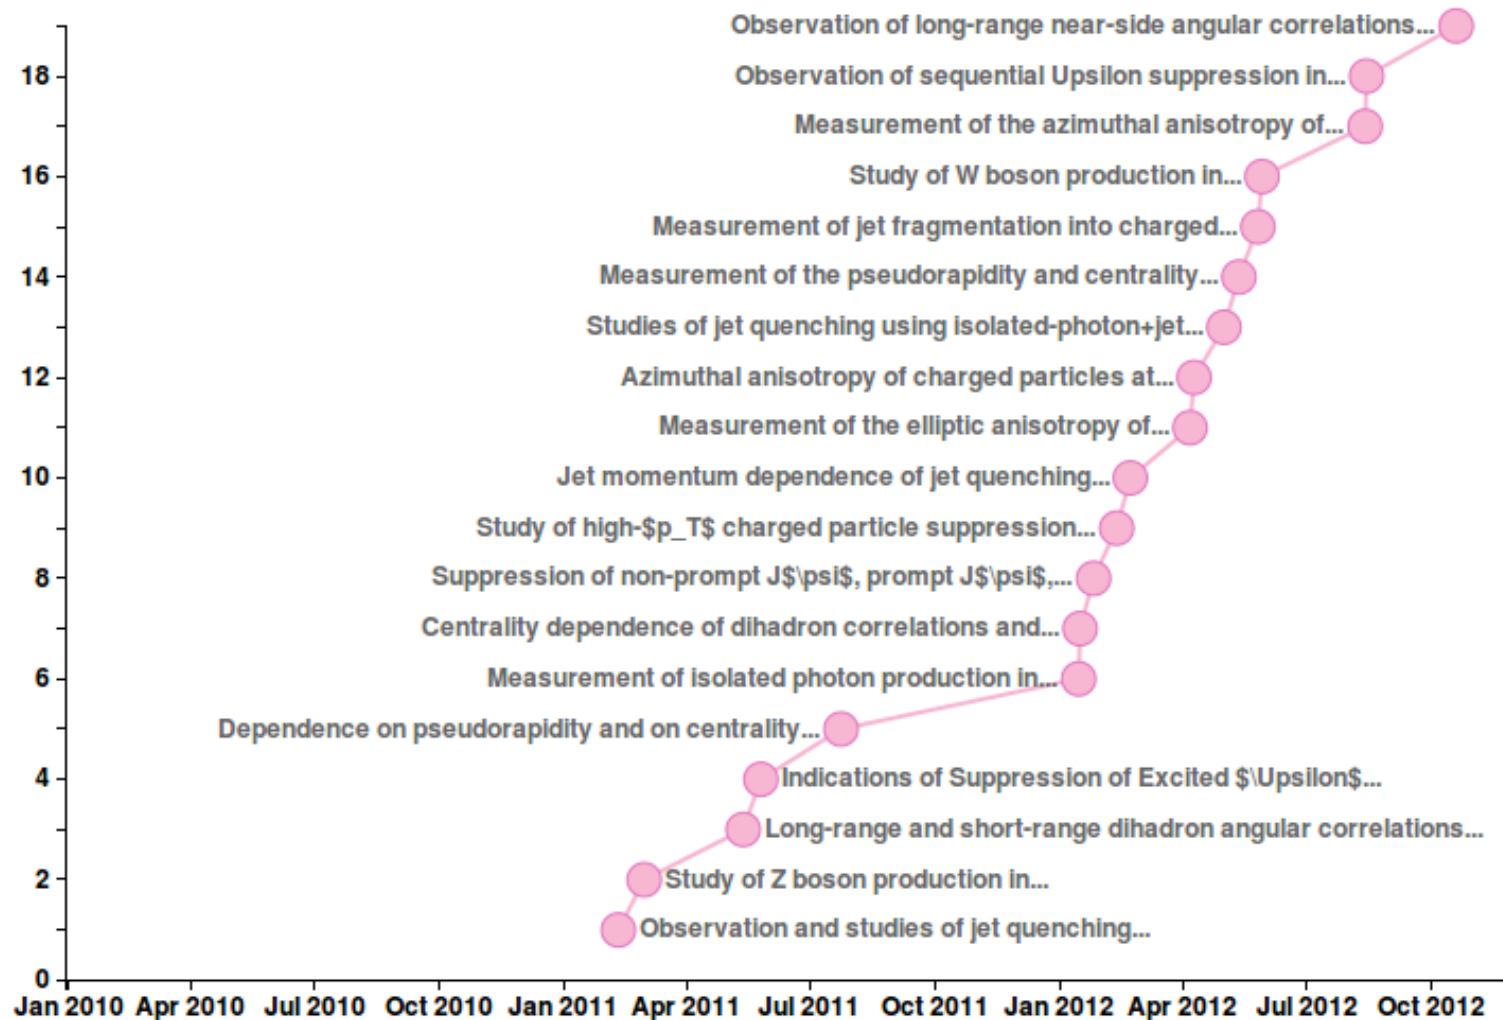 Observation of long-range near-side angular correlations...
18
Observation of sequential Upsilon suppression in...
Measurement of the azimuthal anisotropy of...
16
Study of W boson production in...
Measurement of jet fragmentation into charged...
14
Measurement of the pseudorapidity and centrality...
Studies of jet quenching using isolated-photon+jet...
12
Azimuthal anisotropy of charged particles at...
Measurement of the elliptic anisotropy of...
10
Jet momentum dependence of jet quenching...
Study of high-$p_T$ charged particle suppression...
8
Suppression of non-prompt J$\psi$, prompt J$\psi$,...
Centrality dependence of dihadron correlations and...
6
Measurement of isolated photon production in...
Dependence on pseudorapidity and on centrality...
4
Indications of Suppression of Excited $\Upsilon$...
Long-range and short-range dihadron angular correlations...
2
Study of Z boson production in...
Observation and studies of jet quenching...
0
Jan 2010 Apr 2010 Jul 2010 Oct 2010 Jan 2011 Apr 2011 Jul 2011 Oct 2011 Jan 2012 Apr 2012 Jul 2012 Oct 2012